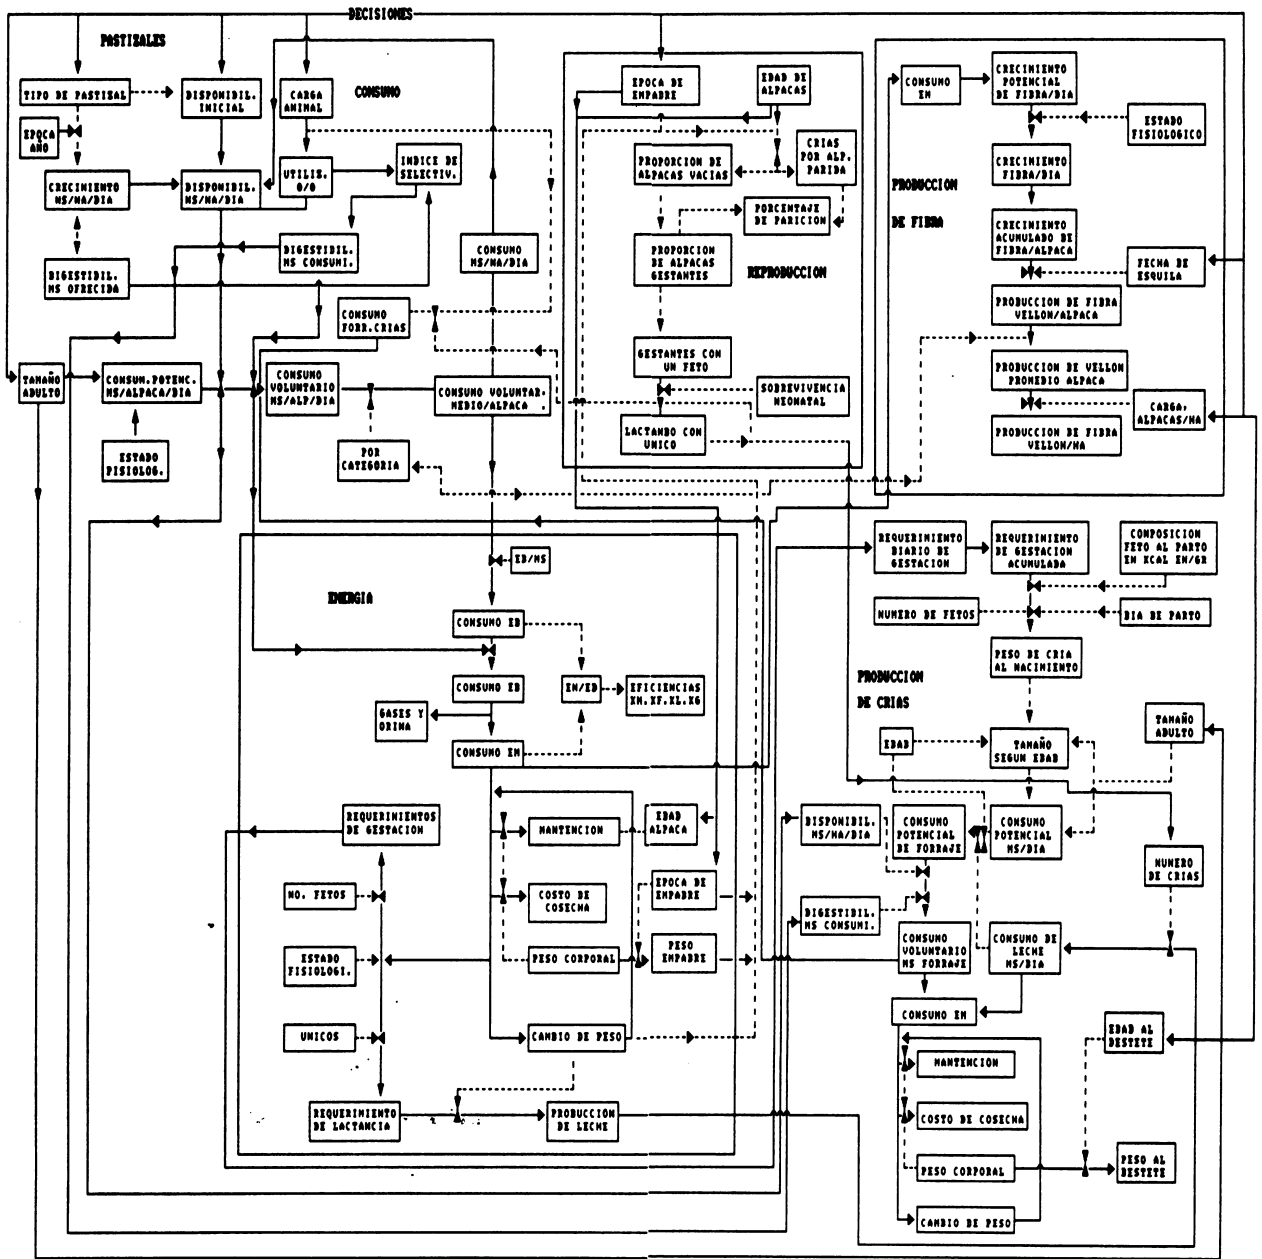 DECISIONES
PASTIZALES
TIPO DE PASTIZAL
DISPONIBIL.
INICIAL
CARGA
ANIMAL
CONSUMO
EPOCA
AÑO
CRECIMIENTO
MS/HA/DIA
DISPONIBIL.
MS/HA/DIA
UTILIZ.
0/0
INDICE DE
SELECTIV.
DIGESTIBIL.
MS CONSUMI.
CONSUMO
MS/HA/DIA
DIGESTIBIL.
MS OFRECIDA
CONSUMO
FORR.CRIAS
TAMAÑO
ADULTO
CONSUM.POTENC.
MS/ALPACA/DIA
CONSUMO
VOLUNTARIO
MS/ALP/DIA
CONSUMO VOLUNTAR.
MEDIO/ALPACA
ESTADO
FISIOLOG.
POR
CATEGORIA
EPOCA DE
EMPADRE
EDAD DE
ALPACAS
PROPORCION DE
ALPACAS VACIAS
CRIAS
POR ALP.
PARIDA
PORCENTAJE
DE PARICION
PROPORCION
DE ALPACAS
GESTANTES
REPRODUCCION
GESTANTES CON
UN FETO
SOBREVIVENCIA
NEONATAL
LACTANDO CON
UNICO
CONSUMO
EM
CRECIMIENTO
POTENCIAL
DE FIBRA/DIA
ESTADO
FISIOLOGICO
CRECIMIENTO
FIBRA/DIA
PRODUCCION
DE FIBRA
CRECIMIENTO
ACUMULADO DE
FIBRA/ALPACA
FECHA DE
ESQUILA
PRODUCCION DE FIBRA
VELLON/ALPACA
PRODUCCION DE VELLON
PROMEDIO ALPACA
CARGA,
ALPACAS/HA
PRODUCCION DE FIBRA
VELLON/HA
ENERGIA
EB/MS
CONSUMO EB
CONSUMO ED
EM/ED
EFICIENCIAS
KM.KF.KL.KG
GASES Y
ORINA
CONSUMO EM
REQUERIMIENTOS
DE GESTACION
MANTENCION
EDAD
ALPACA
NO. FETOS
COSTO DE
COSECHA
EPOCA DE
EMPADRE
ESTADO
FISIOLOGI.
PESO CORPORAL
PESO
EMPADRE
UNICOS
CAMBIO DE PESO
REQUERIMIENTO
DE LACTANCIA
PRODUCCION
DE LECHE
REQUERIMIENTO
DIARIO DE
GESTACION
REQUERIMIENTO
DE GESTACION
ACUMULADA
COMPOSICION
FETO AL PARTO
EN KCAL EN/GR
NUMERO DE FETOS
DIA DE PARTO
PESO DE CRIA
AL NACIMIENTO
PRODUCCION
DE CRIAS
EDAD
TAMAÑO
SEGUN EDAD
TAMAÑO
ADULTO
DISPONIBIL.
MS/HA/DIA
CONSUMO
POTENCIAL
DE FORRAJE
CONSUMO
POTENCIAL
MS/DIA
NUMERO
DE CRIAS
DIGESTIBIL.
MS CONSUMI.
CONSUMO
VOLUNTARIO
MS FORRAJE
CONSUMO DE
LECHE
MS/DIA
CONSUMO EM
EDAD AL
DESTETE
MANTENCION
COSTO DE COSECHA
PESO CORPORAL
PESO AL
DESTETE
CAMBIO DE PESO